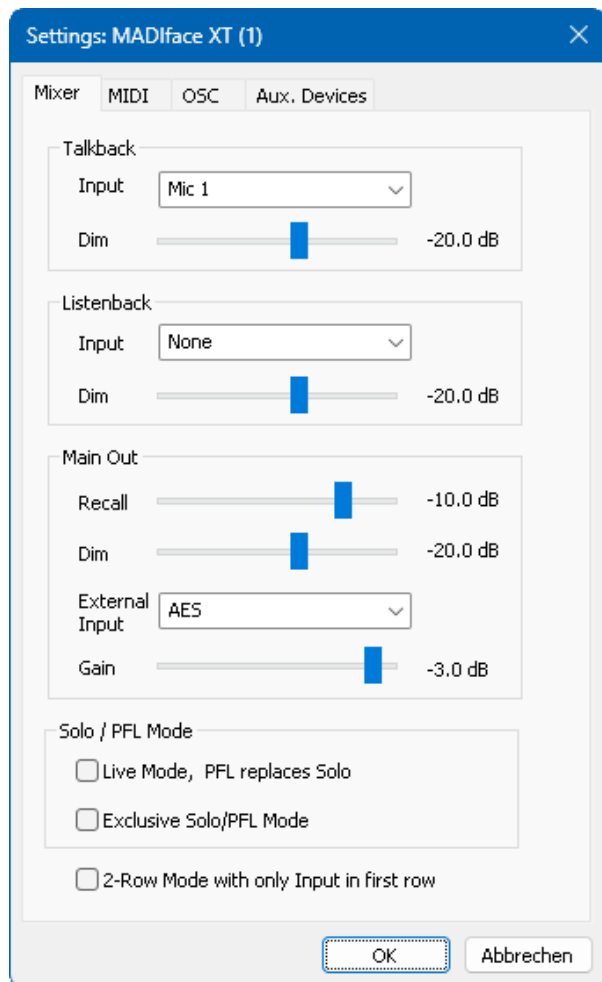 Settings: MADIface XT (1)
Mixer MIDI OSC Aux. Devices
Talkback
Input Mic 1
Dim -20.0 dB
Listenback
Input None
Dim -20.0 dB
Main Out
Recall -10.0 dB
Dim -20.0 dB
External
Input AES
Gain -3.0 dB
Solo / PFL Mode
Live Mode, PFL replaces Solo
Exclusive Solo/PFL Mode
2-Row Mode with only Input in first row
OK Abbrechen